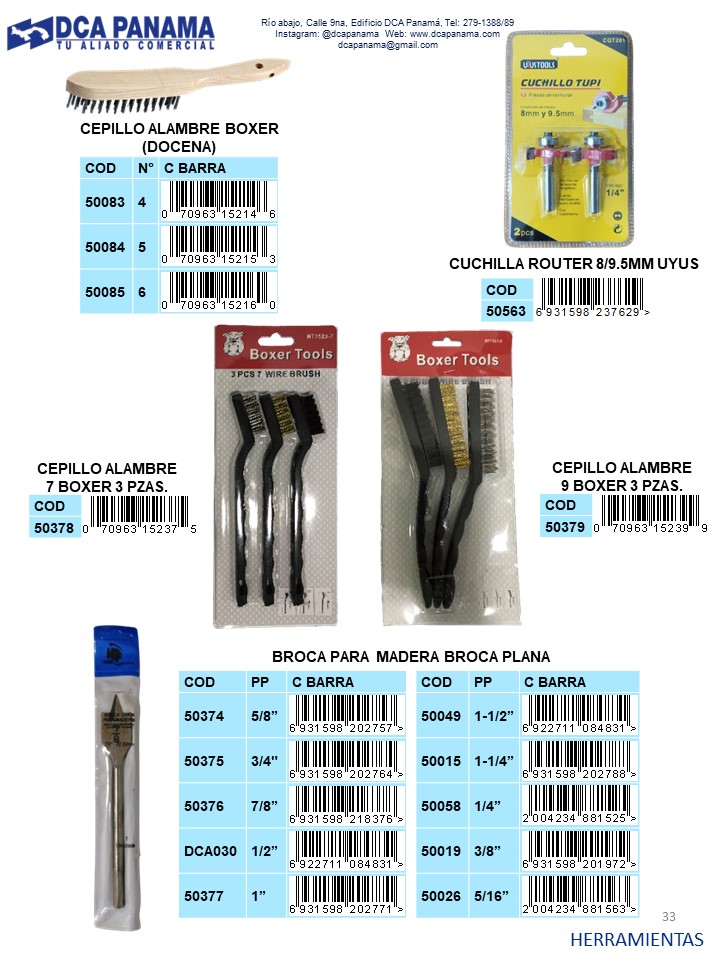 DCA PANAMA
TU ALIADO COMERCIAL
Río abajo, Calle 9na, Edificio DCA Panamá, Tel: 279-1388/89
Instagram: @dcapanama Web: www.dcapanama.com
dcapanama@gmail.com
CEPILLO ALAMBRE BOXER
(DOCENA)
COD N° C BARRA
50083 4 0 70963 15214 6
50084 5 0 70963 15215 3
50085 6 0 70963 15216 0
CQT281
UYUSTOOLS
CUCHILLO TUPI
8mm y 9.5mm
1/4"
2pcs
CUCHILLA ROUTER 8/9.5MM UYUS
COD
50563 6 931598 237629 >
MT1523-7
Boxer Tools
3 PCS 7 WIRE BRUSH
Boxer Tools
WIRE BRUSH
CEPILLO ALAMBRE
7 BOXER 3 PZAS.
COD
50378 0 70963 15237 5
CEPILLO ALAMBRE
9 BOXER 3 PZAS.
COD
50379 0 70963 15239 9
BROCA PARA MADERA BROCA PLANA
COD PP C BARRA COD PP C BARRA
50374 5/8” 6 931598 202757 > 50049 1-1/2” 6 922711 084831 >
50375 3/4" 6 931598 202764 > 50015 1-1/4” 6 931598 202788 >
50376 7/8” 6 931598 218376 > 50058 1/4” 2 004234 881525 >
DCA030 1/2” 6 922711 084831 > 50019 3/8” 6 931598 201972 >
50377 1” 6 931598 202771 > 50026 5/16” 2 004234 881563 >
33
HERRAMIENTAS